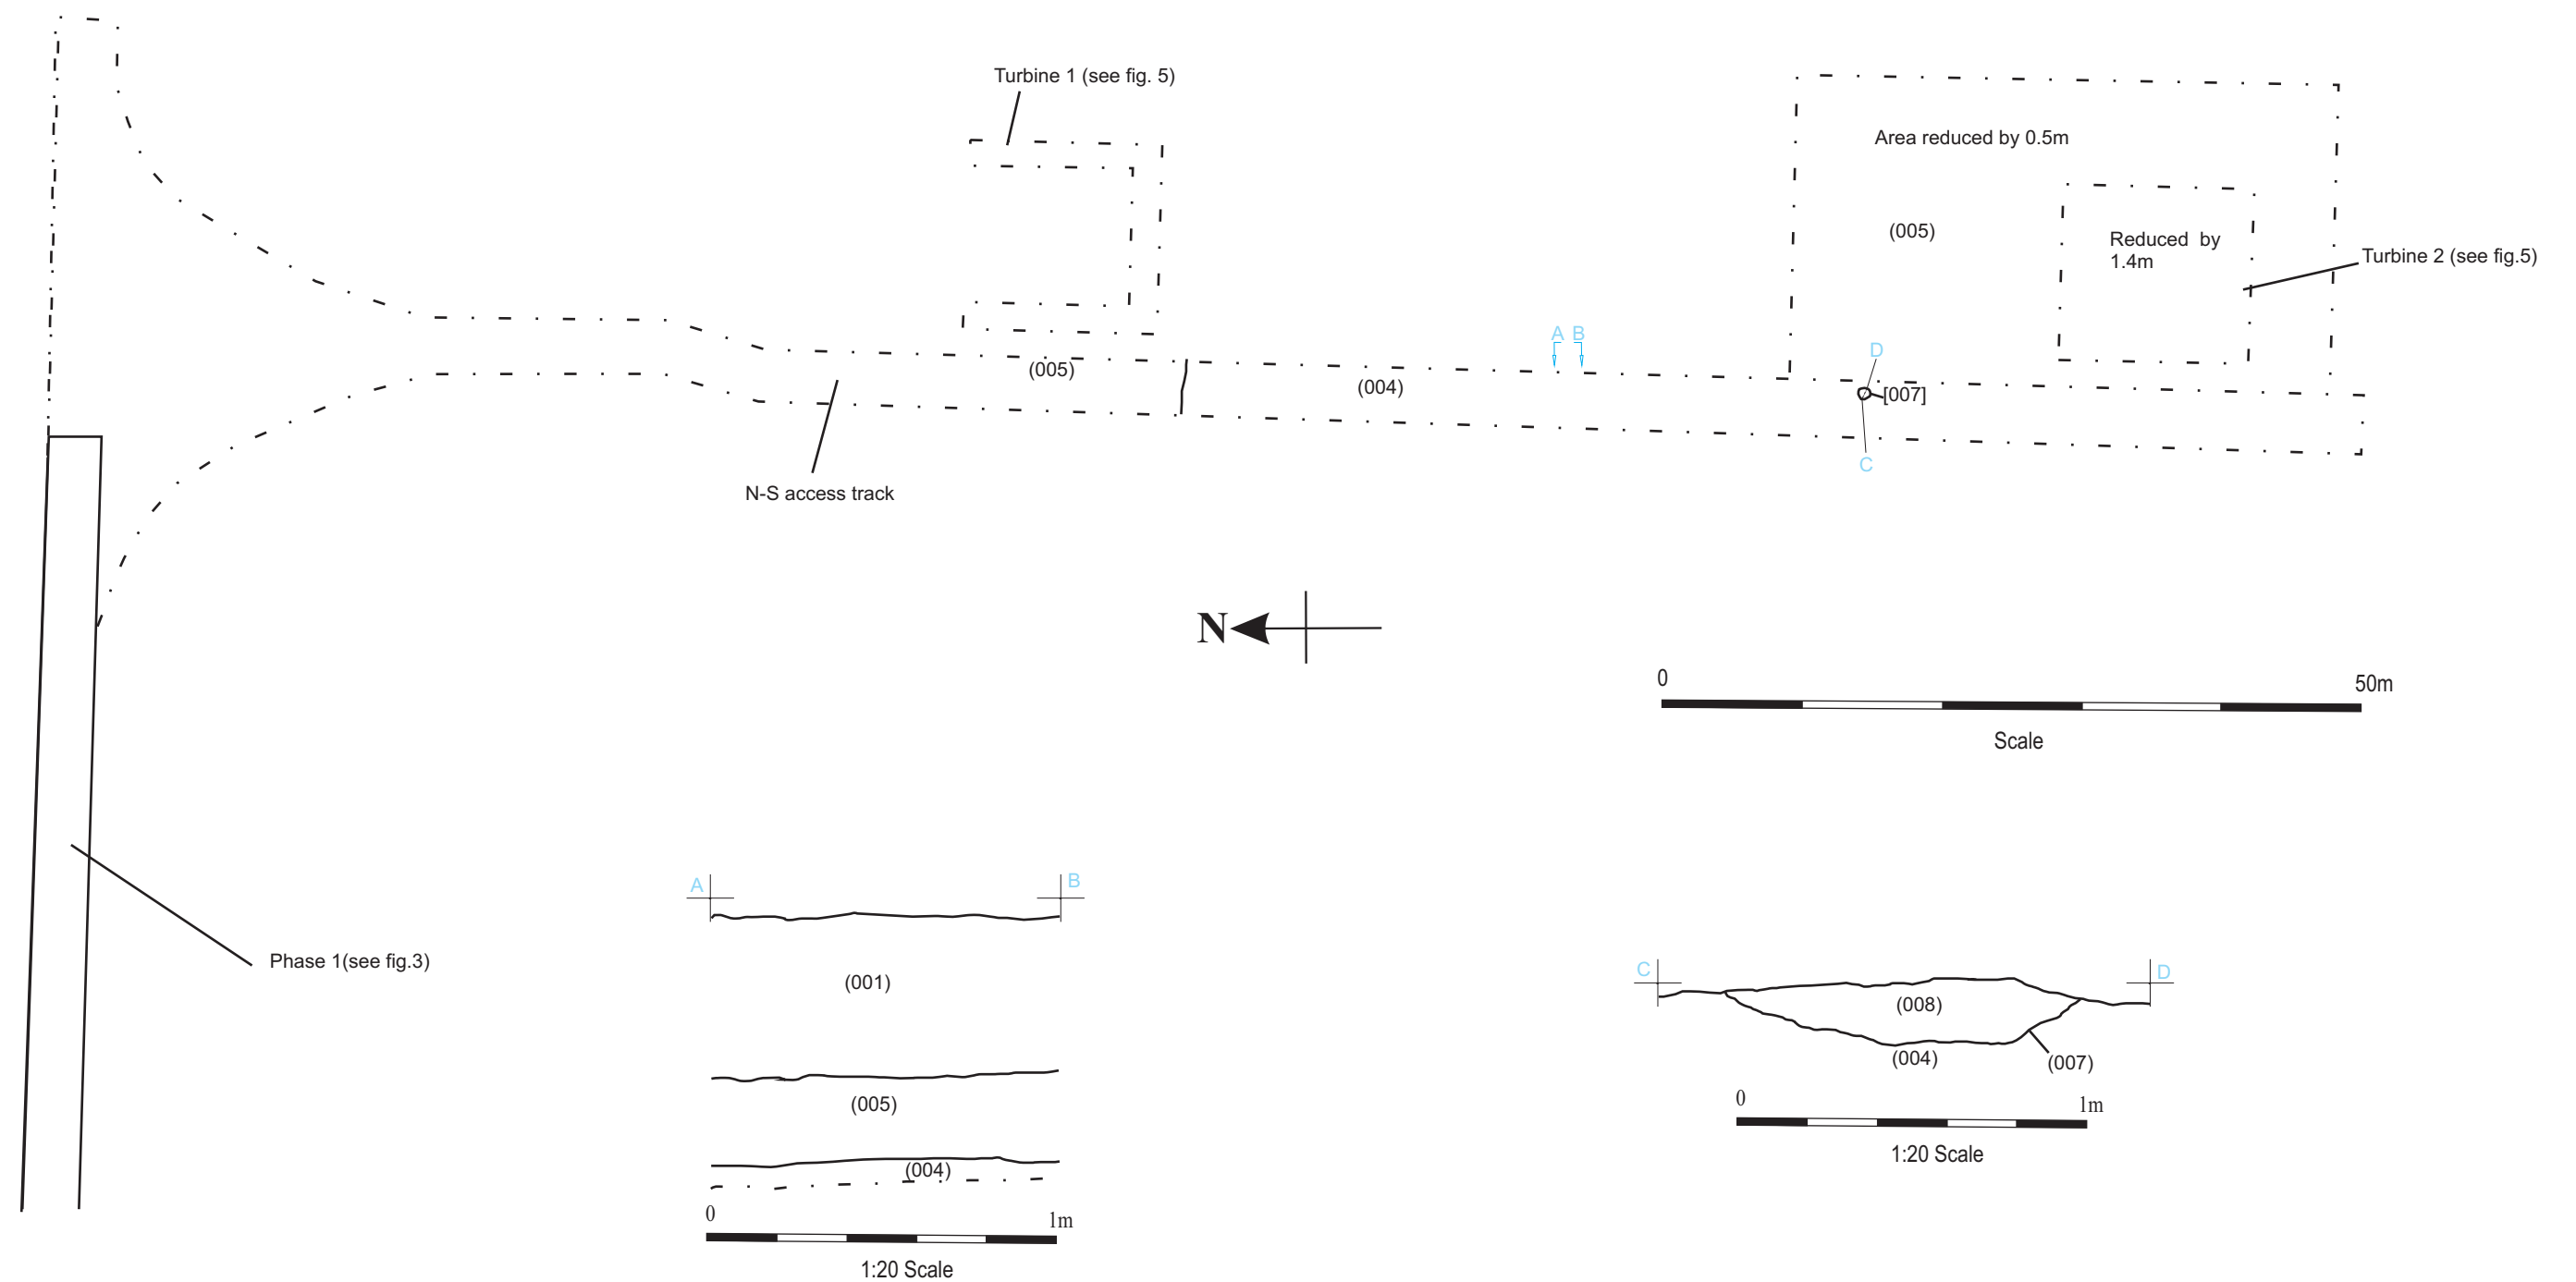 Turbine 1 (see fig. 5)
Area reduced by 0.5m
(005)
Reduced by
1.4m
Turbine 2 (see fig.5)
A B
D
(005)
(004)
[007]
C
N-S access track
N
0 50m
Scale
A B
(001)
(005)
(004)
0 1m
1:20 Scale
Phase 1(see fig.3)
C D
(008)
(004)
(007)
0 1m
1:20 Scale